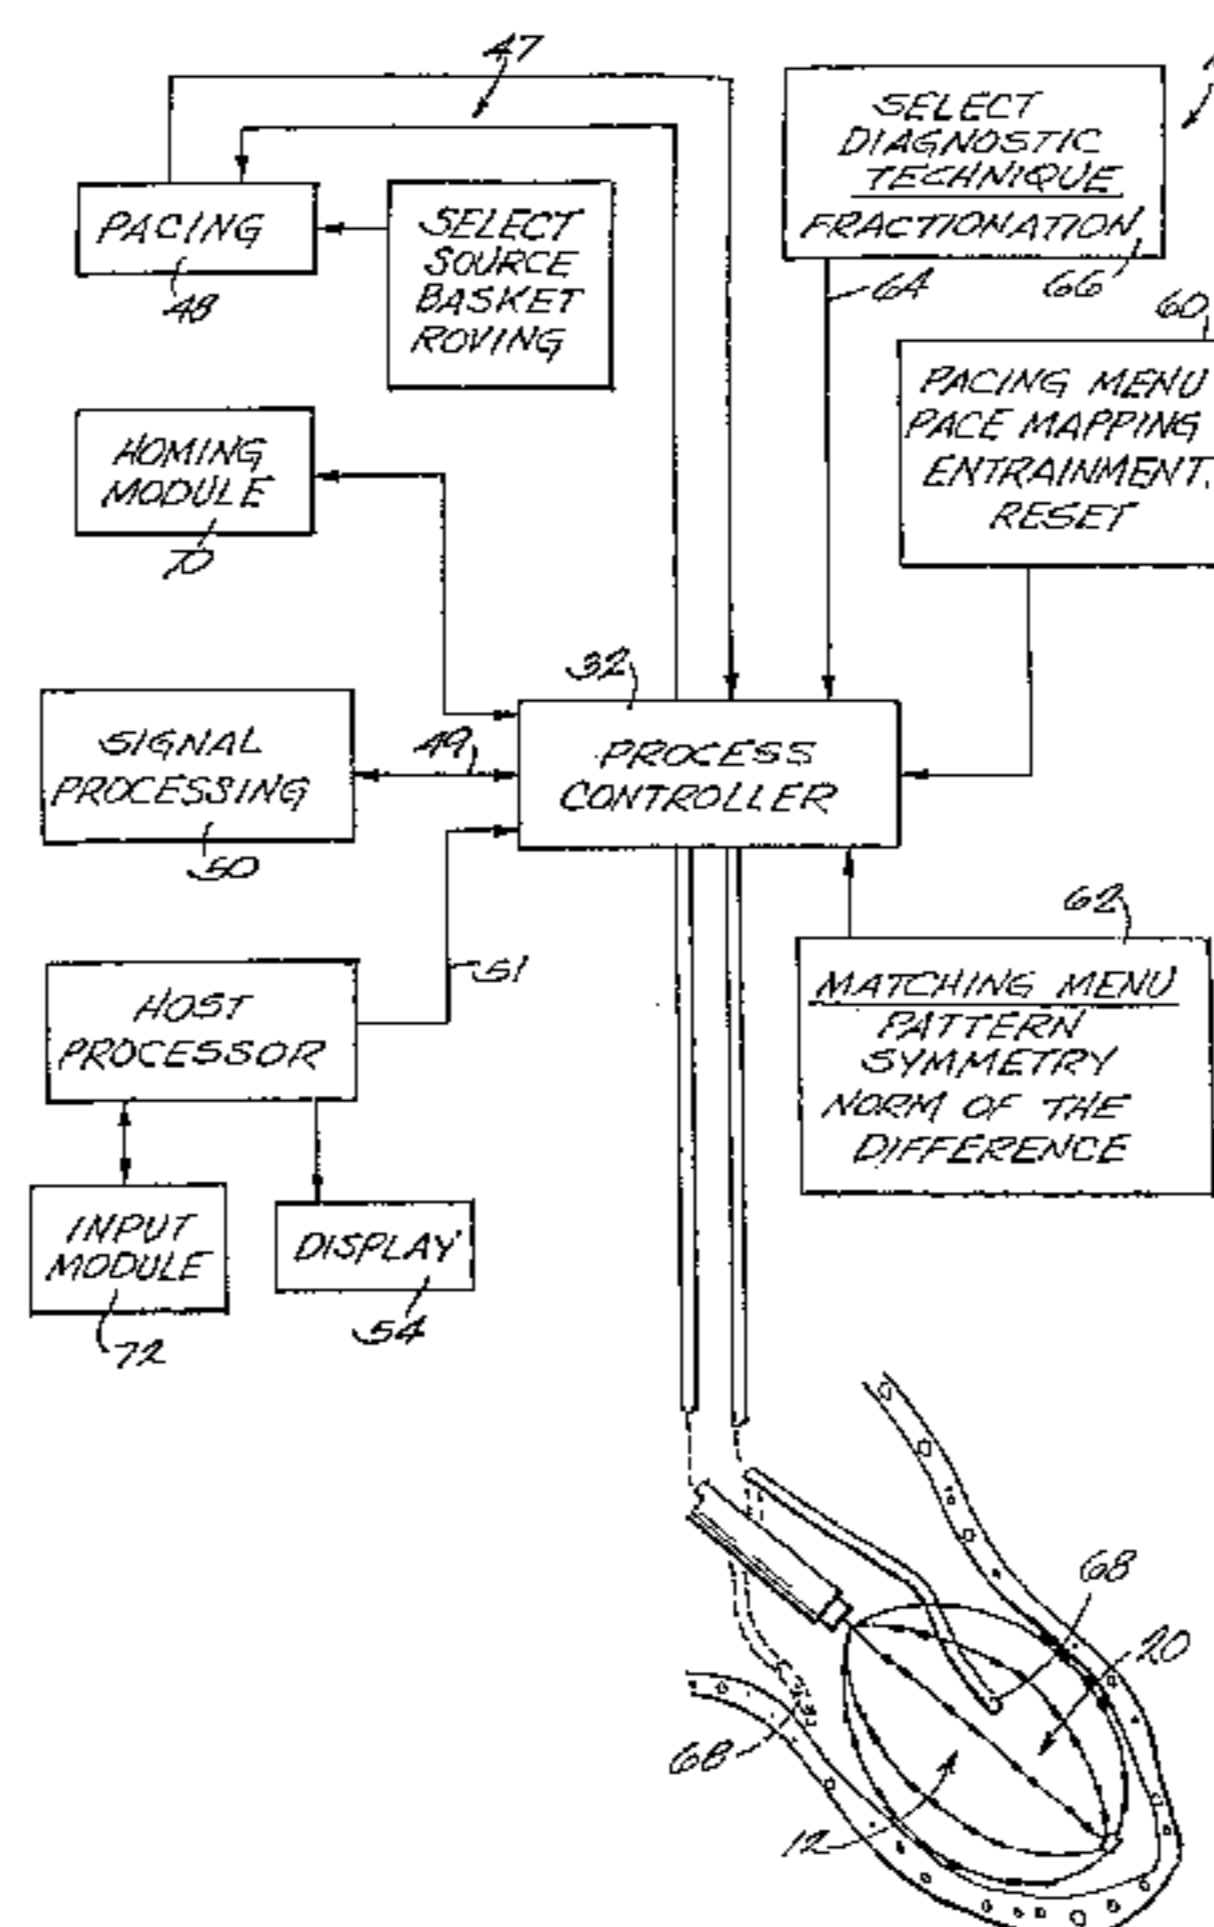 47
SELECT
DIAGNOSTIC
TECHNIQUE
FRACTIONATION
66
64
PACING
48
SELECT
SOURCE
BASKET
ROVING
60
PACING MENU
PACE MAPPING
ENTRAINMENT.
RESET
HOMING
MODULE
70
32
PROCESS
CONTROLLER
SIGNAL
PROCESSING
50
49
51
HOST
PROCESSOR
62
MATCHING MENU
PATTERN
SYMMETRY
NORM OF THE
DIFFERENCE
INPUT
MODULE
72
DISPLAY
54
68
20
68
12